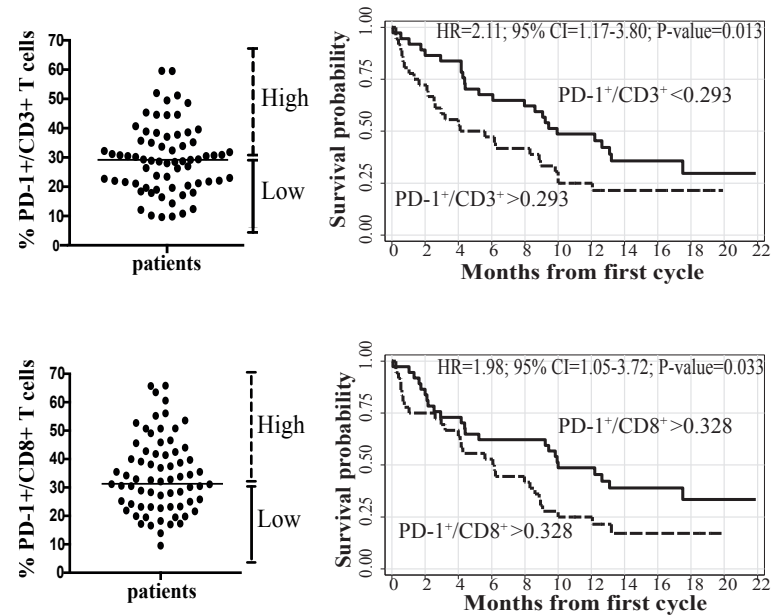 % PD-1+/CD3+ T cells
70
60
50
40
30
20
10
0
High
Low
patients
HR=2.11; 95% CI=1.17-3.80; P-value=0.013
PD-1+/CD3+<0.293
PD-1+/CD3+>0.293
Survival probability
1.00
0.75
0.50
0.25
0.00
0 2 4 6 8 10 12 14 16 18 20 22
Months from first cycle
% PD-1+/CD8+ T cells
70
60
50
40
30
20
10
0
High
Low
patients
HR=1.98; 95% CI=1.05-3.72; P-value=0.033
PD-1+/CD8+>0.328
PD-1+/CD8+>0.328
Survival probability
1.00
0.75
0.50
0.25
0.00
0 2 4 6 8 10 12 14 16 18 20 22
Months from first cycle